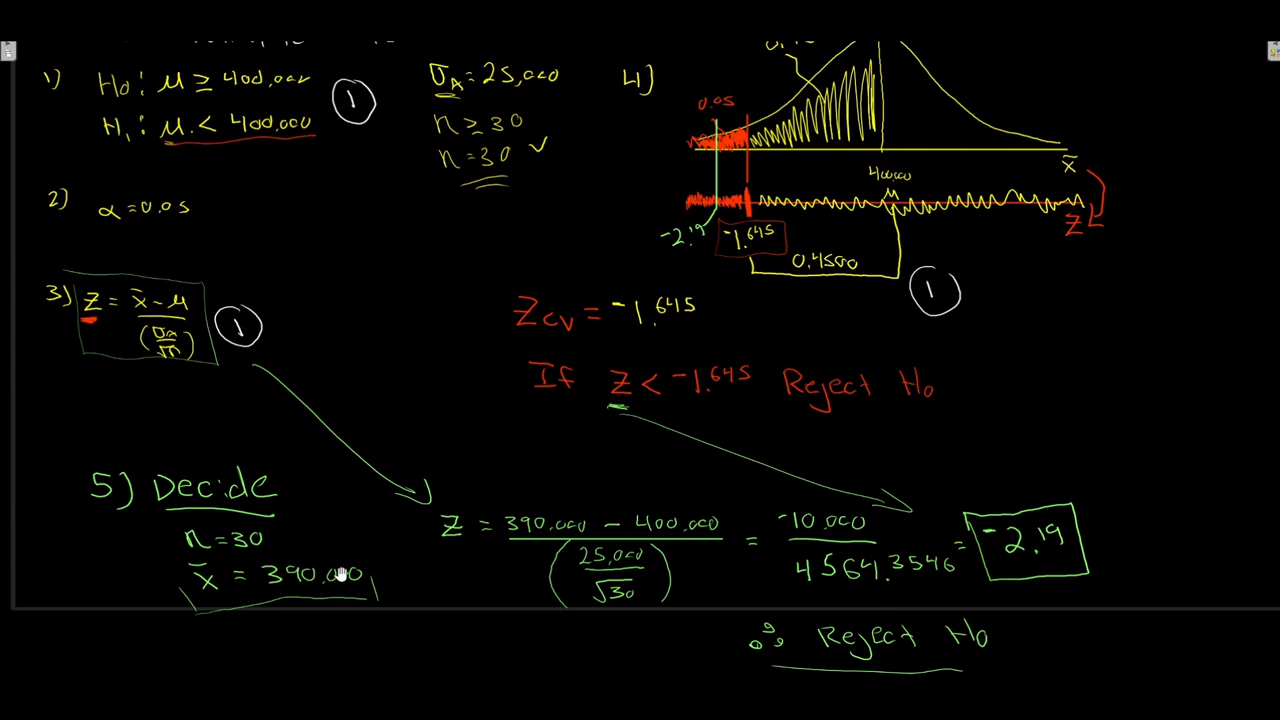 1) H₀: μ ≥ 400,000
H₁: μ < 400,000
1
σₓ = 25,000
n ≥ 30
n = 30 ✓
2) α = 0.05
3) Z = x̄ - μ
(σₓ/√n)
1
4)
0.05
x̄
400,000
Z
-2.19
-1.645
0.4500
1
Zcv = -1.645
If Z < -1.645 Reject H₀
5) Decide
n = 30
x̄ = 390,000
Z = 390,000 - 400,000 / (25,000/√30) = -10,000 / 4564.3546 = -2.19
∴ Reject H₀